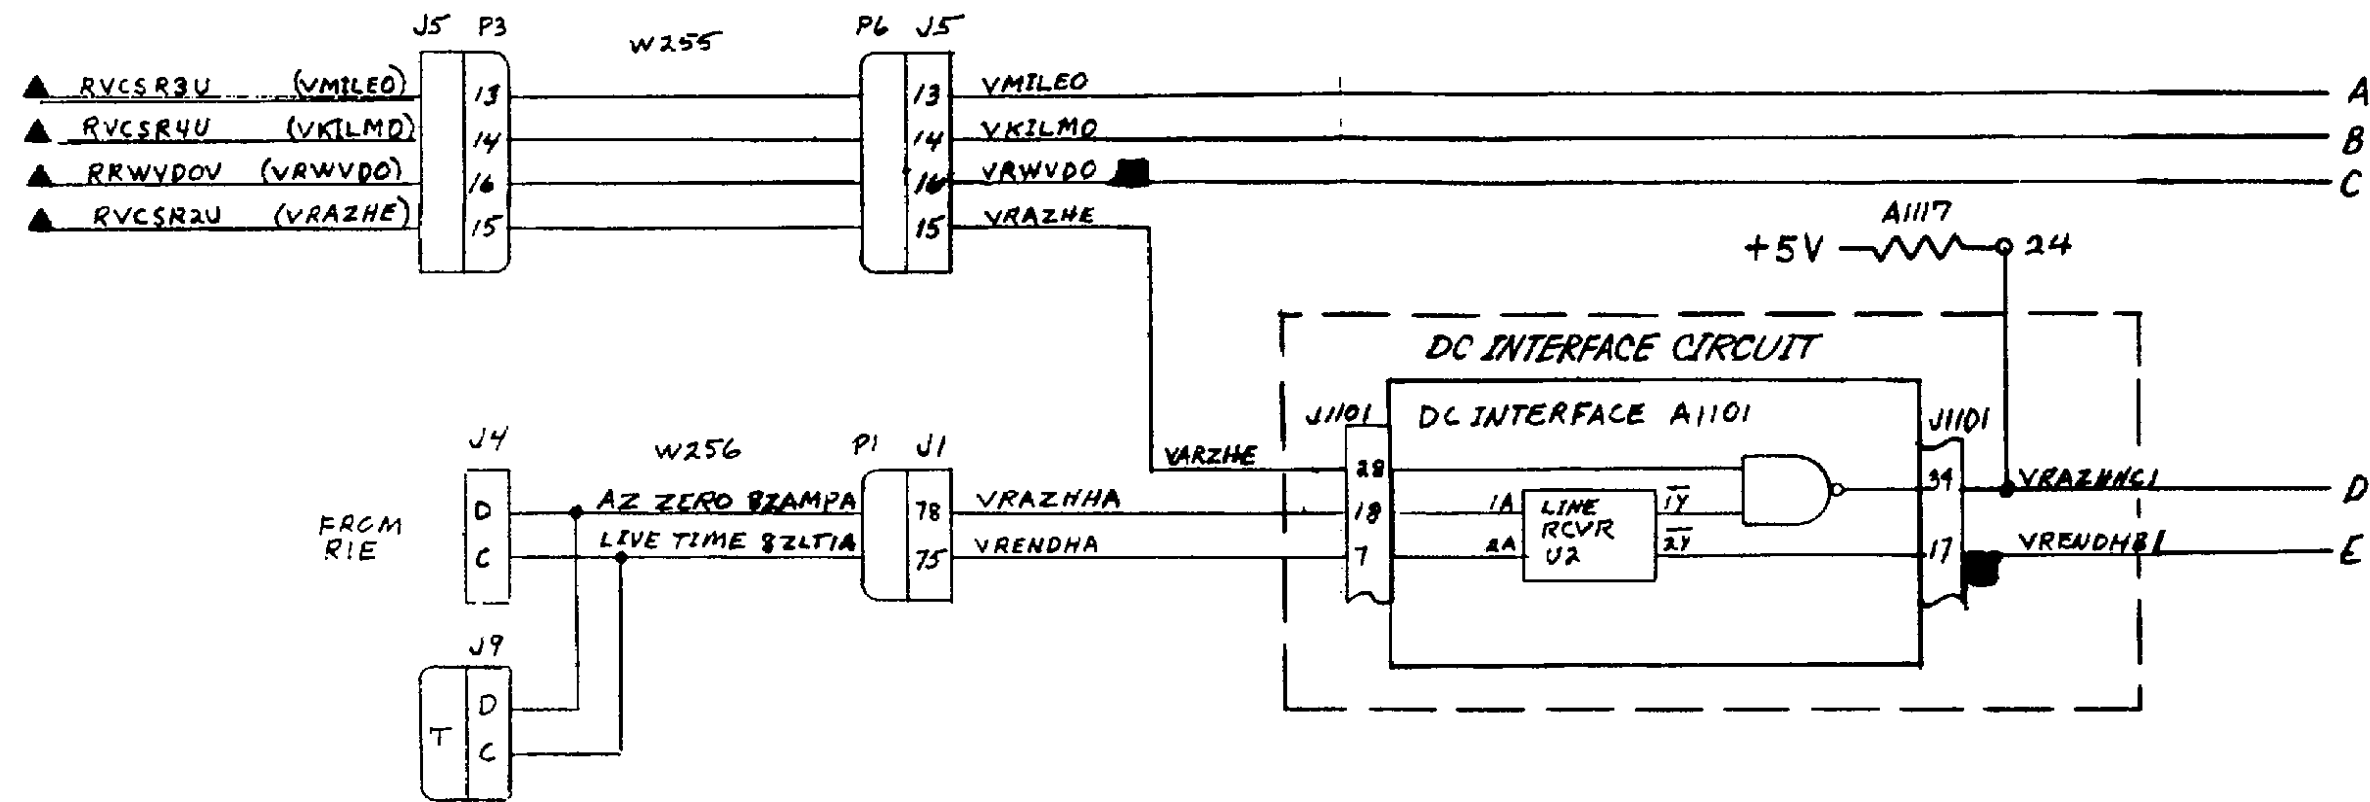 J5 P3 W255 P6 J5
RVCSR3U (VMILEO) 13 13 VMILEO A
RVCSR4U (VKILMO) 14 14 VKILMO B
RRWVDOV (VRWVDO) 16 16 VRWVDO C
RVCSR2U (VRAZHE) 15 15 VRAZHE
A1117
+5V 24
DC INTERFACE CIRCUIT
J1101 DC INTERFACE A1101 J1101
J4 W256 P1 J1
VARZHE 28 34 VRAZHNC1 D
FROM
RIE
D AZ ZERO BZAMPA 78 VRAZHHA 18 1A LINE 1Y
RCVR
C LIVE TIME BZLTIA 75 VRENDHA 7 2A U2 2Y 17 VRENDHB1 E
J9
D
T
C